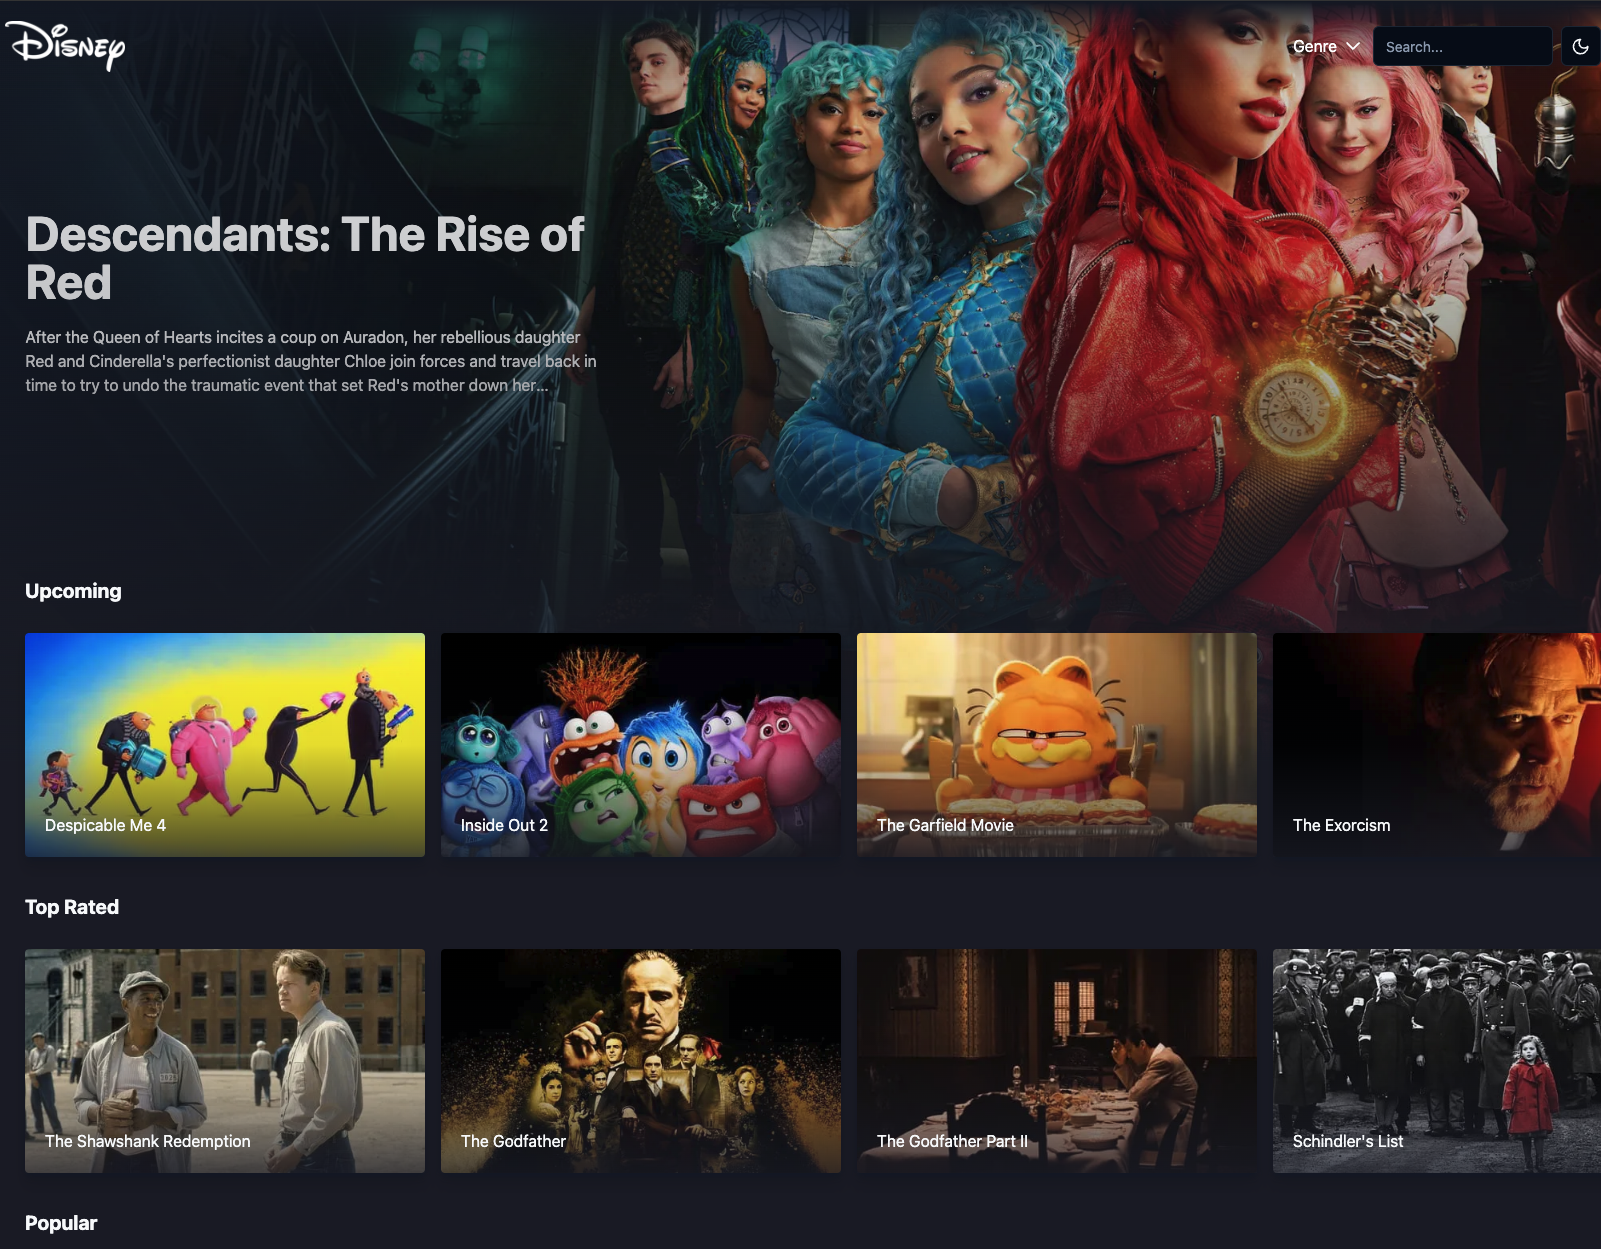 Disney
Genre
Search...
Descendants: The Rise of
Red
After the Queen of Hearts incites a coup on Auradon, her rebellious daughter
Red and Cinderella's perfectionist daughter Chloe join forces and travel back in
time to try to undo the traumatic event that set Red's mother down her...
Upcoming
Despicable Me 4
Inside Out 2
The Garfield Movie
The Exorcism
Top Rated
The Shawshank Redemption
The Godfather
The Godfather Part II
Schindler's List
Popular